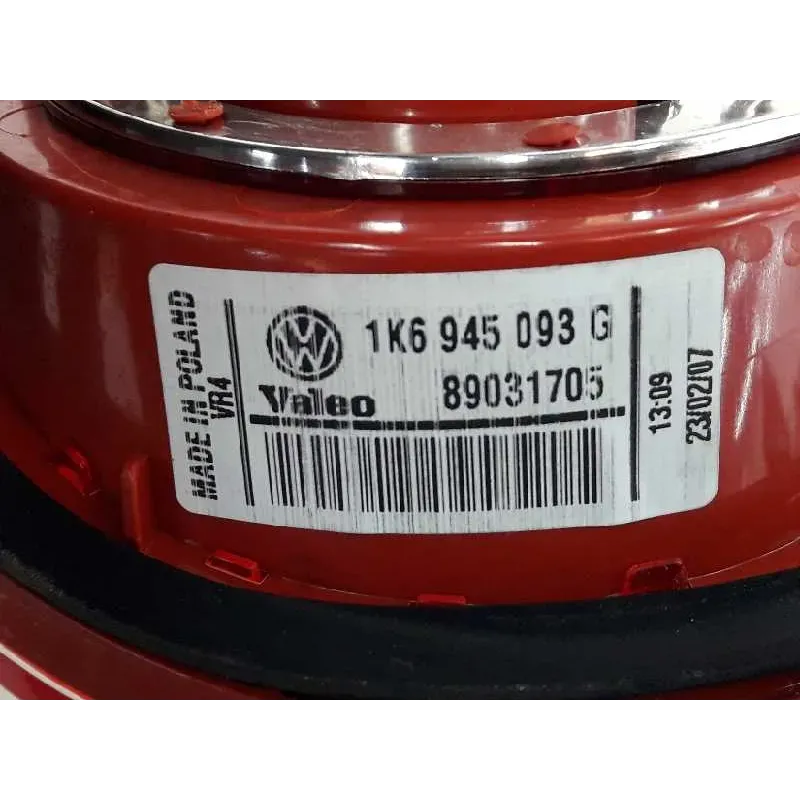 MADE IN POLAND
VR4
1K6 945 093 G
Valeo
89031705
13:09
23/02/07